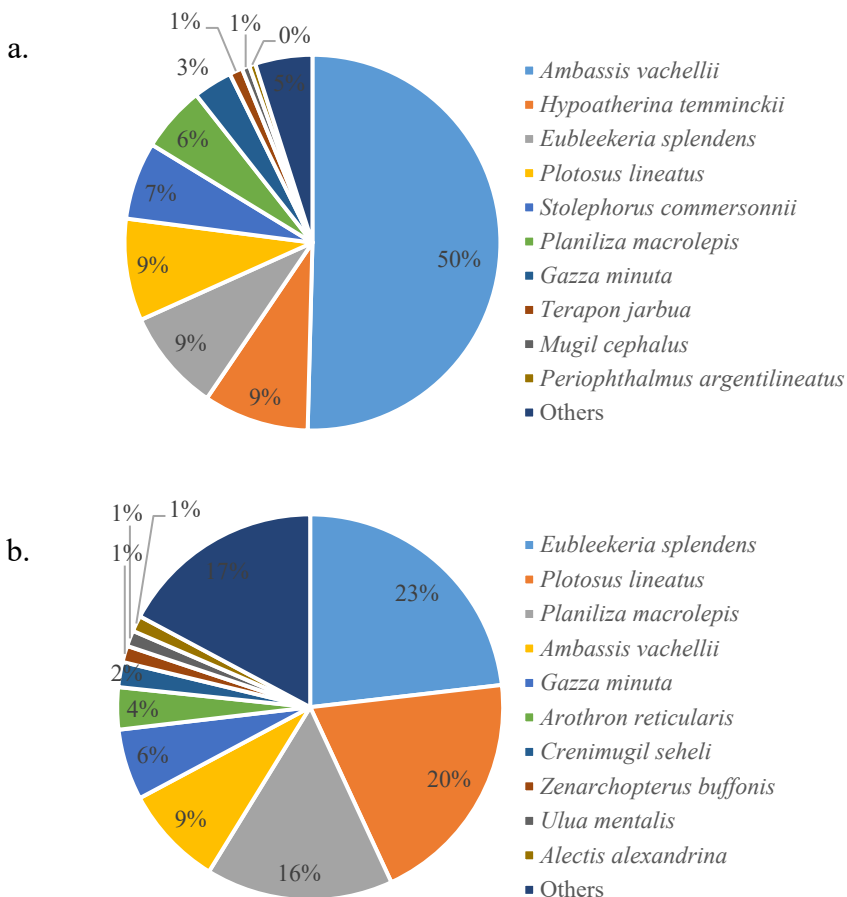 a.
1%
1%
0%
3%
5%
6%
7%
9%
9%
9%
50%
Ambassis vachellii
Hypoatherina temminckii
Eubleekeria splendens
Plotosus lineatus
Stolephorus commersonnii
Planiliza macrolepis
Gazza minuta
Terapon jarbua
Mugil cephalus
Periophthalmus argentilineatus
Others
b.
1%
1%
1%
17%
2%
4%
6%
9%
16%
20%
23%
Eubleekeria splendens
Plotosus lineatus
Planiliza macrolepis
Ambassis vachellii
Gazza minuta
Arothron reticularis
Crenimugil seheli
Zenarchopterus buffonis
Ulua mentalis
Alectis alexandrina
Others